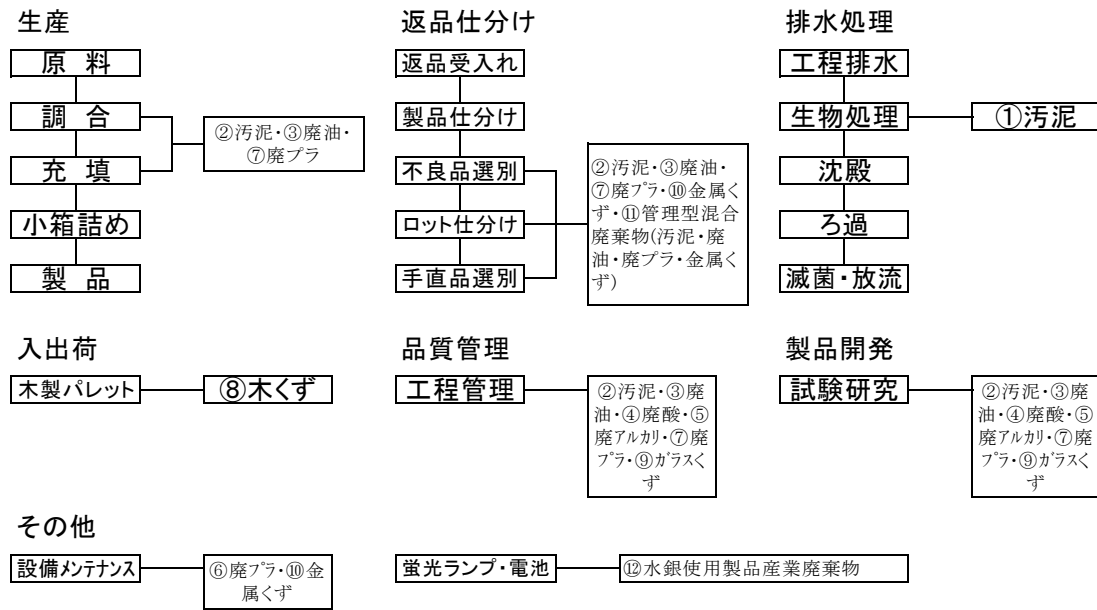 生産
原　料
調　合
充　填
小箱詰め
製　品
②汚泥・③廃油・
⑦廃プラ
返品仕分け
返品受入れ
製品仕分け
不良品選別
ロット仕分け
手直品選別
②汚泥・③廃油・
⑦廃ﾌﾟﾗ・⑩金属く
ず・⑪管理型混合
廃棄物(汚泥・廃
油・廃プラ・金属く
ず)
排水処理
工程排水
生物処理
沈殿
ろ過
滅菌・放流
①汚泥
入出荷
木製パレット
⑧木くず
品質管理
工程管理
②汚泥・③廃
油・④廃酸・⑤
廃ｱﾙｶﾘ・⑦廃
ﾌﾟﾗ・⑨ｶﾞﾗｽく
ず
製品開発
試験研究
②汚泥・③廃
油・④廃酸・⑤
廃ｱﾙｶﾘ・⑦廃
ﾌﾟﾗ・⑨ｶﾞﾗｽく
ず
その他
設備ﾒﾝﾃﾅﾝｽ
⑥廃ﾌﾟﾗ・⑩金
属くず
蛍光ランプ・電池
⑫水銀使用製品産業廃棄物